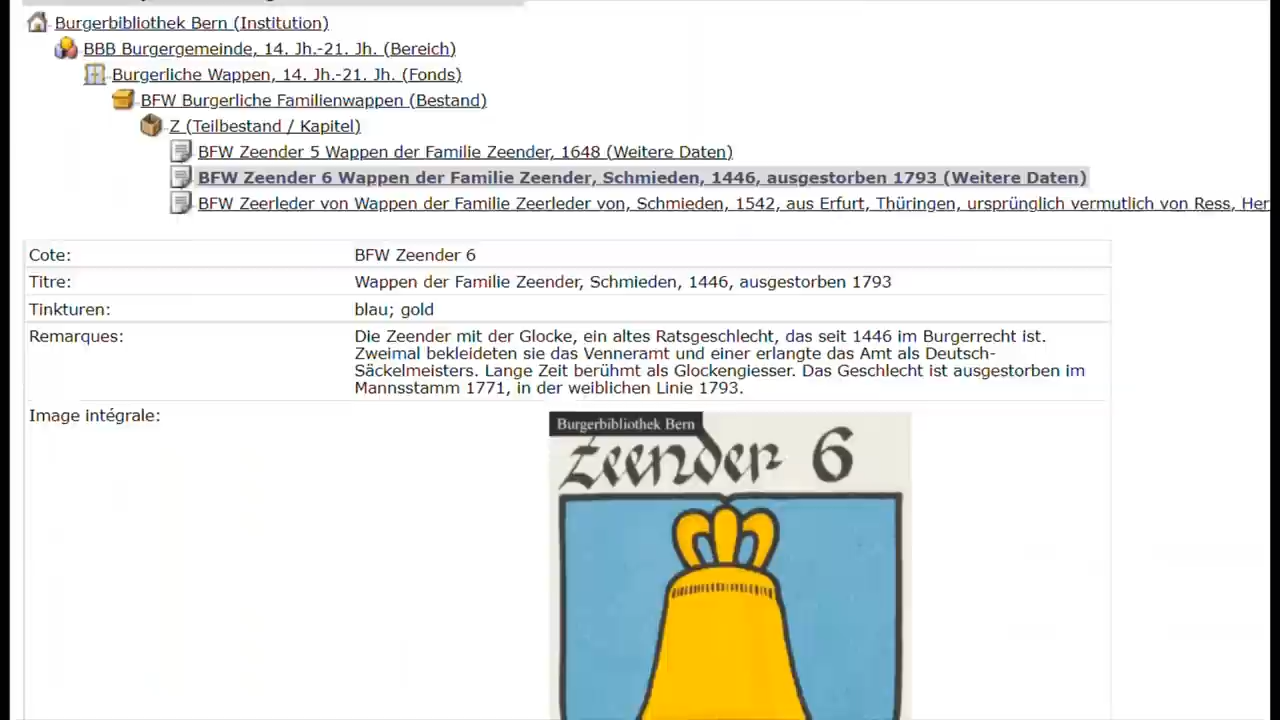 Burgerbibliothek Bern (Institution)
BBB Burgergemeinde, 14. Jh.-21. Jh. (Bereich)
Burgerliche Wappen, 14. Jh.-21. Jh. (Fonds)
BFW Burgerliche Familienwappen (Bestand)
Z (Teilbestand / Kapitel)
BFW Zeender 5 Wappen der Familie Zeender, 1648 (Weitere Daten)
BFW Zeender 6 Wappen der Familie Zeender, Schmieden, 1446, ausgestorben 1793 (Weitere Daten)
BFW Zeerleder von Wappen der Familie Zeerleder von, Schmieden, 1542, aus Erfurt, Thüringen, ursprünglich vermutlich von Ress, Her
Cote: BFW Zeender 6
Titre: Wappen der Familie Zeender, Schmieden, 1446, ausgestorben 1793
Tinkturen: blau; gold
Remarques: Die Zeender mit der Glocke, ein altes Ratsgeschlecht, das seit 1446 im Burgerrecht ist.
Zweimal bekleideten sie das Venneramt und einer erlangte das Amt als Deutsch-
Säckelmeisters. Lange Zeit berühmt als Glockengiesser. Das Geschlecht ist ausgestorben im
Mannsstamm 1771, in der weiblichen Linie 1793.
Image intégrale:
Burgerbibliothek Bern
Zeender 6